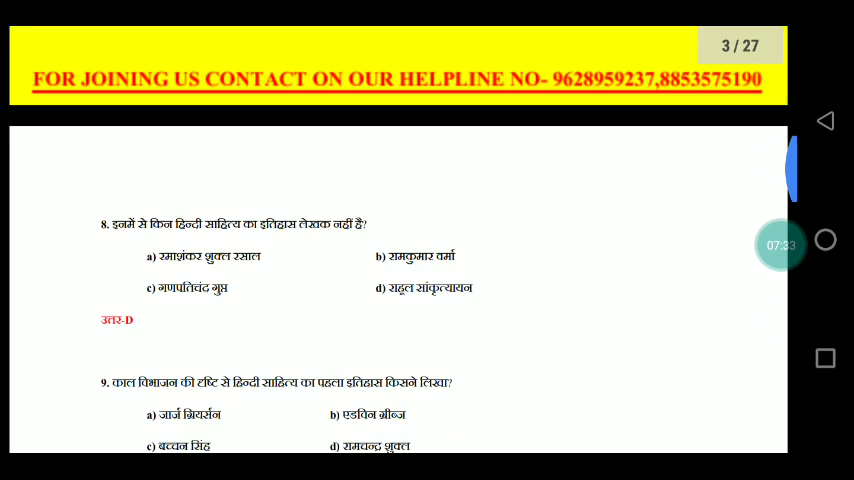 3 / 27
FOR JOINING US CONTACT ON OUR HELPLINE NO- 9628959237,8853575190
8. इनमें से किन हिन्दी साहित्य का इतिहास लेखक नहीं है?
a) रमाशंकर शुक्ल रसाल b) रामकुमार वर्मा
c) गणपतिचंद गुप्त d) राहूल सांकृत्यायन
उत्तर-D
07:33
9. काल विभाजन की दृष्टि से हिन्दी साहित्य का पहला इतिहास किसने लिखा?
a) जार्ज ग्रियर्सन b) एडविन ग्रीब्ज
c) बच्चन सिंह d) रामचन्द्र शुक्ल